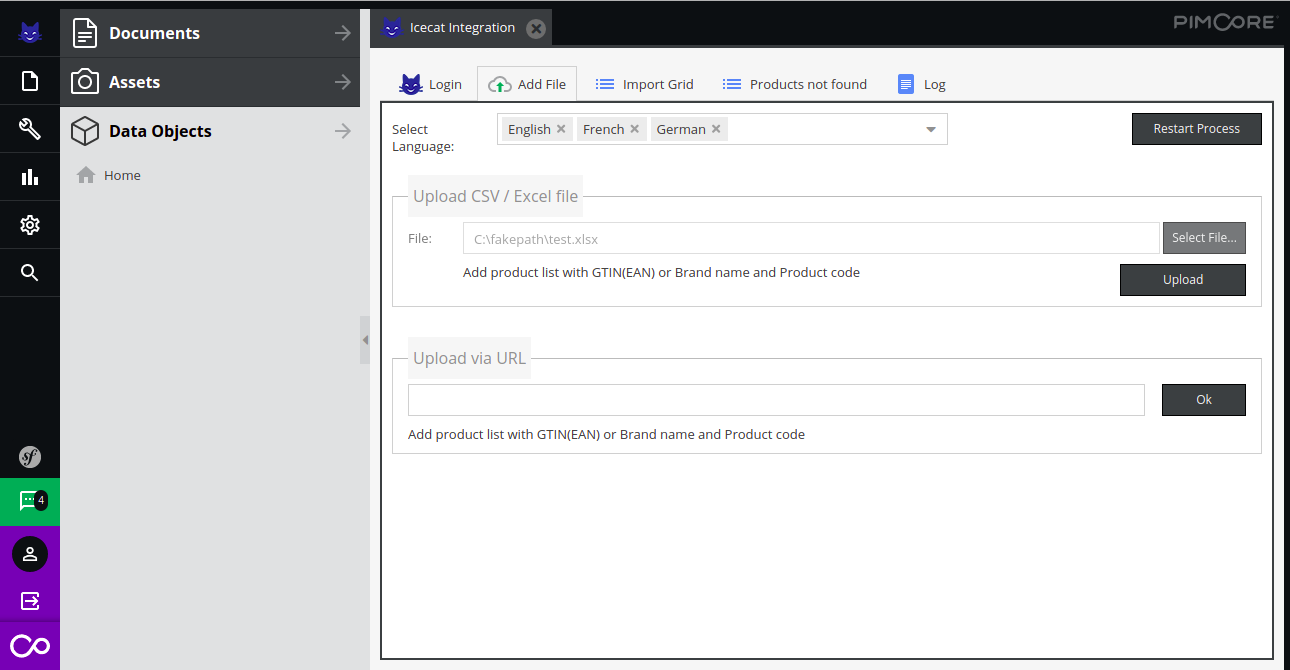 Documents
Assets
Data Objects
Home
sf
4
Icecat Integration
PIMCORE
Login
Add File
Import Grid
Products not found
Log
Select
Language:
English
French
German
Restart Process
Upload CSV / Excel file
File:
C:\fakepath\test.xlsx
Select File...
Add product list with GTIN(EAN) or Brand name and Product code
Upload
Upload via URL
Ok
Add product list with GTIN(EAN) or Brand name and Product code